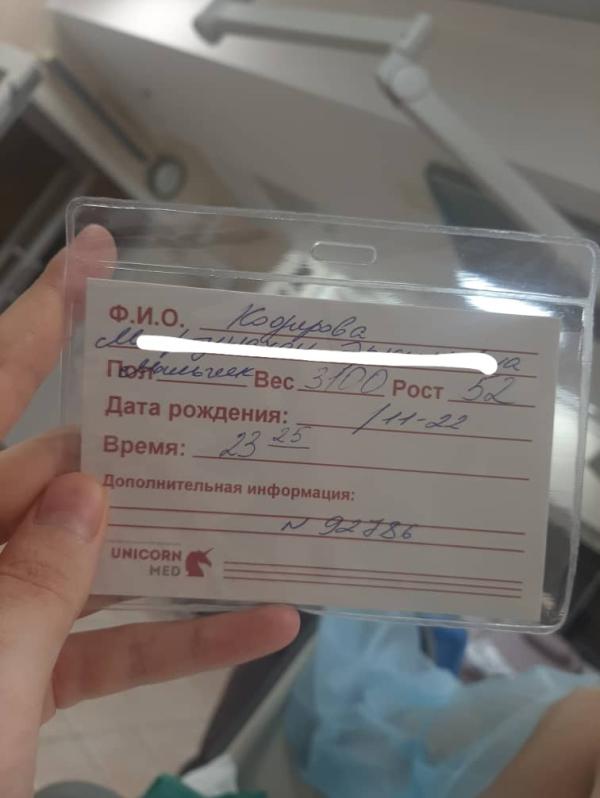 Ф.И.О. Кодирова
Пол Мальчик Вес 3100 Рост 52
Дата рождения: /11-22
Время: 23 25
Дополнительная информация:
N 92786
UNICORN
MED